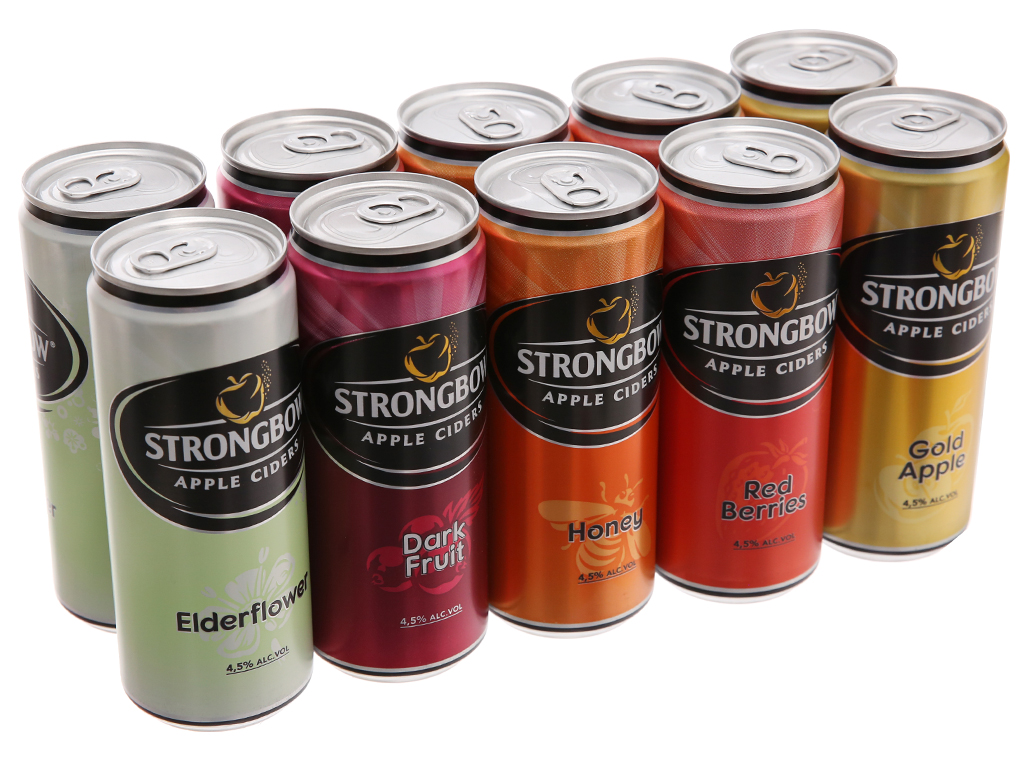 STRONGBOW
APPLE CIDERS
Elderflower
4,5% ALC.VOL
STRONGBOW
APPLE CIDERS
Dark
Fruit
4,5% ALC.VOL
STRONGBOW
APPLE CIDERS
Honey
4,5% ALC.VOL
STRONGBOW
APPLE CIDERS
Red
Berries
4,5% ALC.VOL
STRONGBO
APPLE CIDERS
Gold
Apple
4,5% ALC.VOL